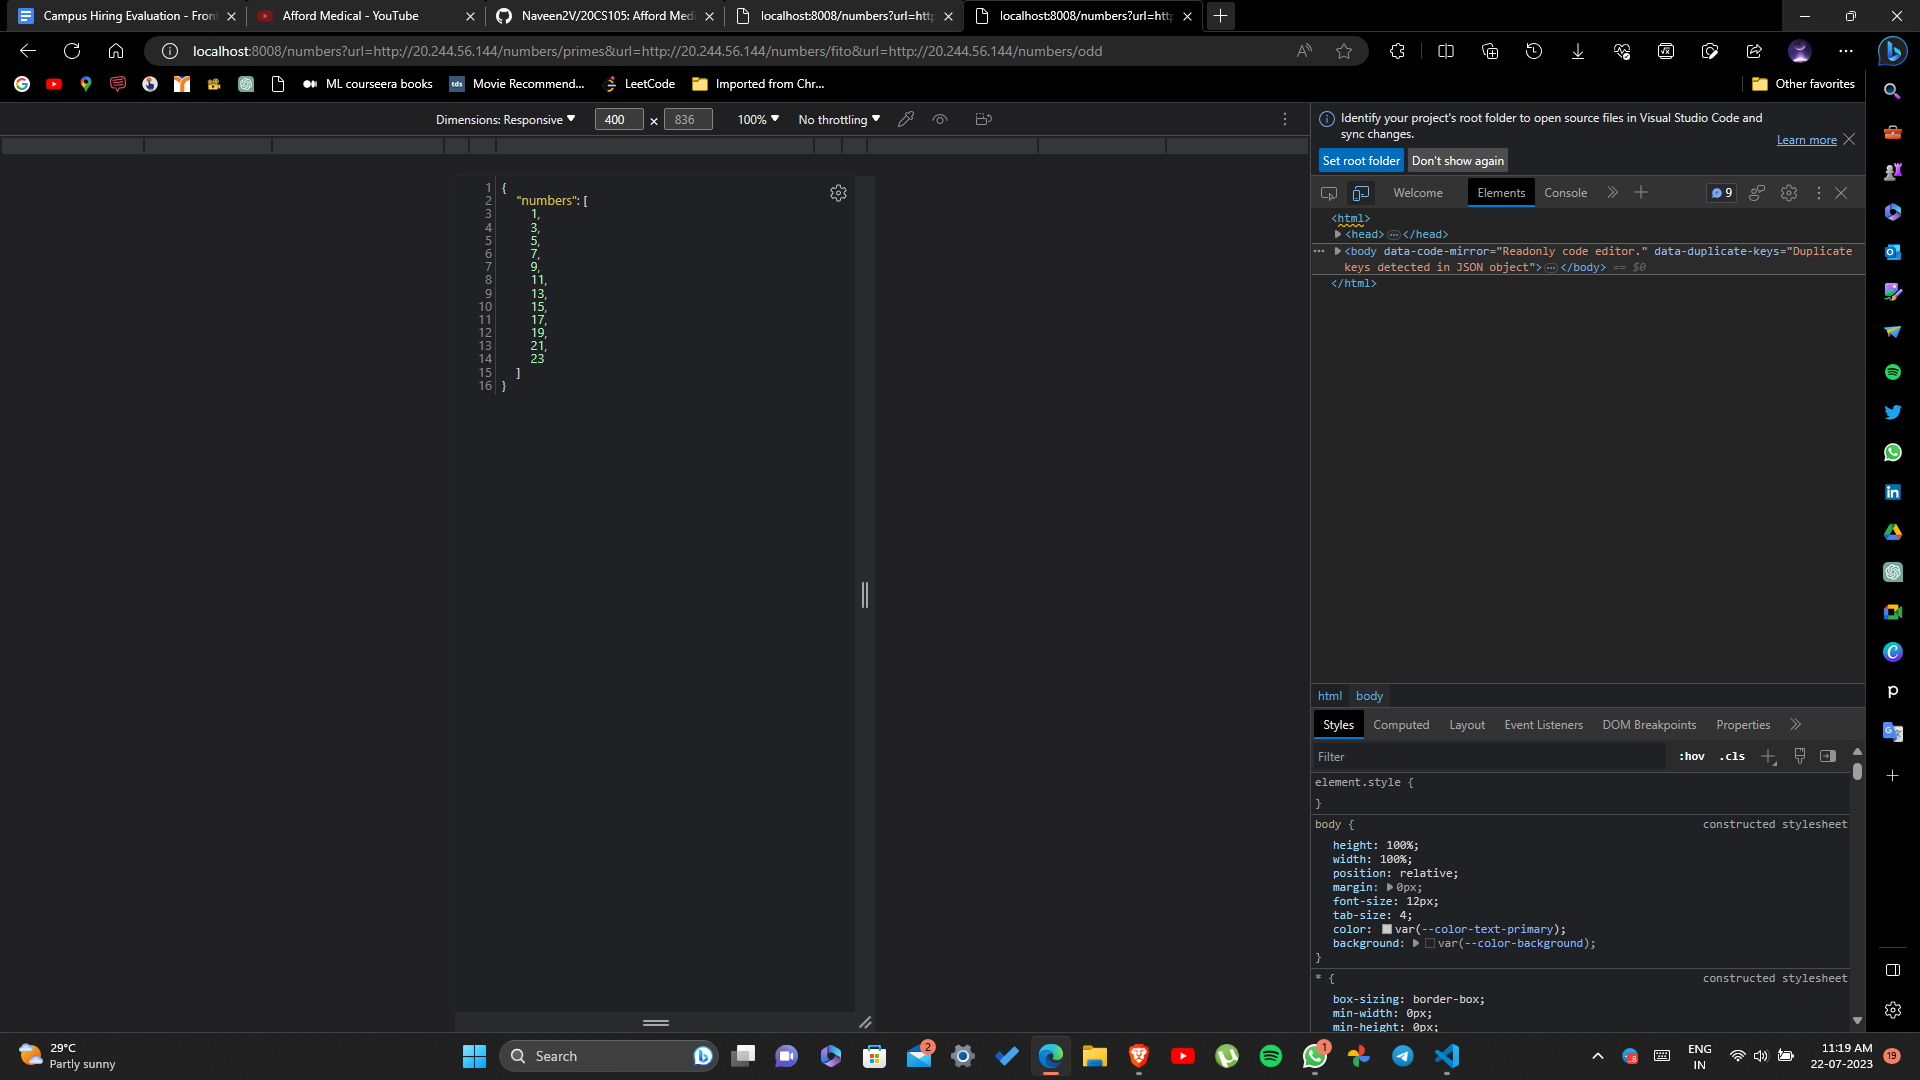 Campus Hiring Evaluation - Fron
Afford Medical - YouTube
Naveen2V/20CS105: Afford Medi
localhost:8008/numbers?url=http
localhost:8008/numbers?url=http
localhost:8008/numbers?url=http://20.244.56.144/numbers/primes&url=http://20.244.56.144/numbers/fito&url=http://20.244.56.144/numbers/odd
ML courseera books
tds
Movie Recommend...
LeetCode
Imported from Chr...
Other favorites
Dimensions: Responsive
400
×
836
100%
No throttling
1 {
2 "numbers": [
3 1,
4 3,
5 5,
6 7,
7 9,
8 11,
9 13,
10 15,
11 17,
12 19,
13 21,
14 23
15 ]
16 }
Identify your project's root folder to open source files in Visual Studio Code and
sync changes.
Learn more
Set root folder
Don't show again
Welcome
Elements
Console
9
<html>
<head> ... </head>
... <body data-code-mirror="Readonly code editor." data-duplicate-keys="Duplicate
keys detected in JSON object"> ... </body> == $0
</html>
html
body
Styles
Computed
Layout
Event Listeners
DOM Breakpoints
Properties
Filter
:hov
.cls
element.style {
}
body {
constructed stylesheet
height: 100%;
width: 100%;
position: relative;
margin: 0px;
font-size: 12px;
tab-size: 4;
color: var(--color-text-primary);
background: var(--color-background);
}
* {
constructed stylesheet
box-sizing: border-box;
min-width: 0px;
min-height: 0px;
29°C
Partly sunny
Search
2
1
ENG
IN
11:19 AM
22-07-2023
19